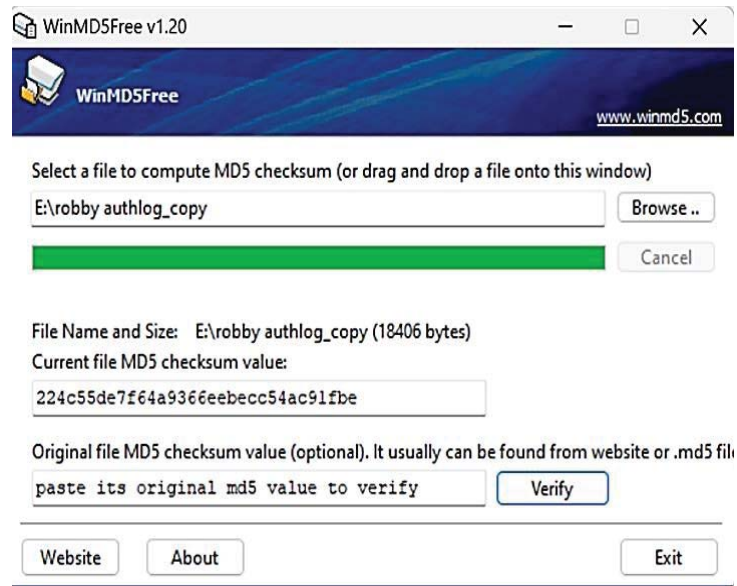 WinMD5Free v1.20
WinMD5Free
www.winmd5.com
Select a file to compute MD5 checksum (or drag and drop a file onto this window)
E:\robby authlog_copy
Browse ..
Cancel
File Name and Size: E:\robby authlog_copy (18406 bytes)
Current file MD5 checksum value:
224c55de7f64a9366eebecc54ac91fbe
Original file MD5 checksum value (optional). It usually can be found from website or .md5 fil
paste its original md5 value to verify
Verify
Website
About
Exit